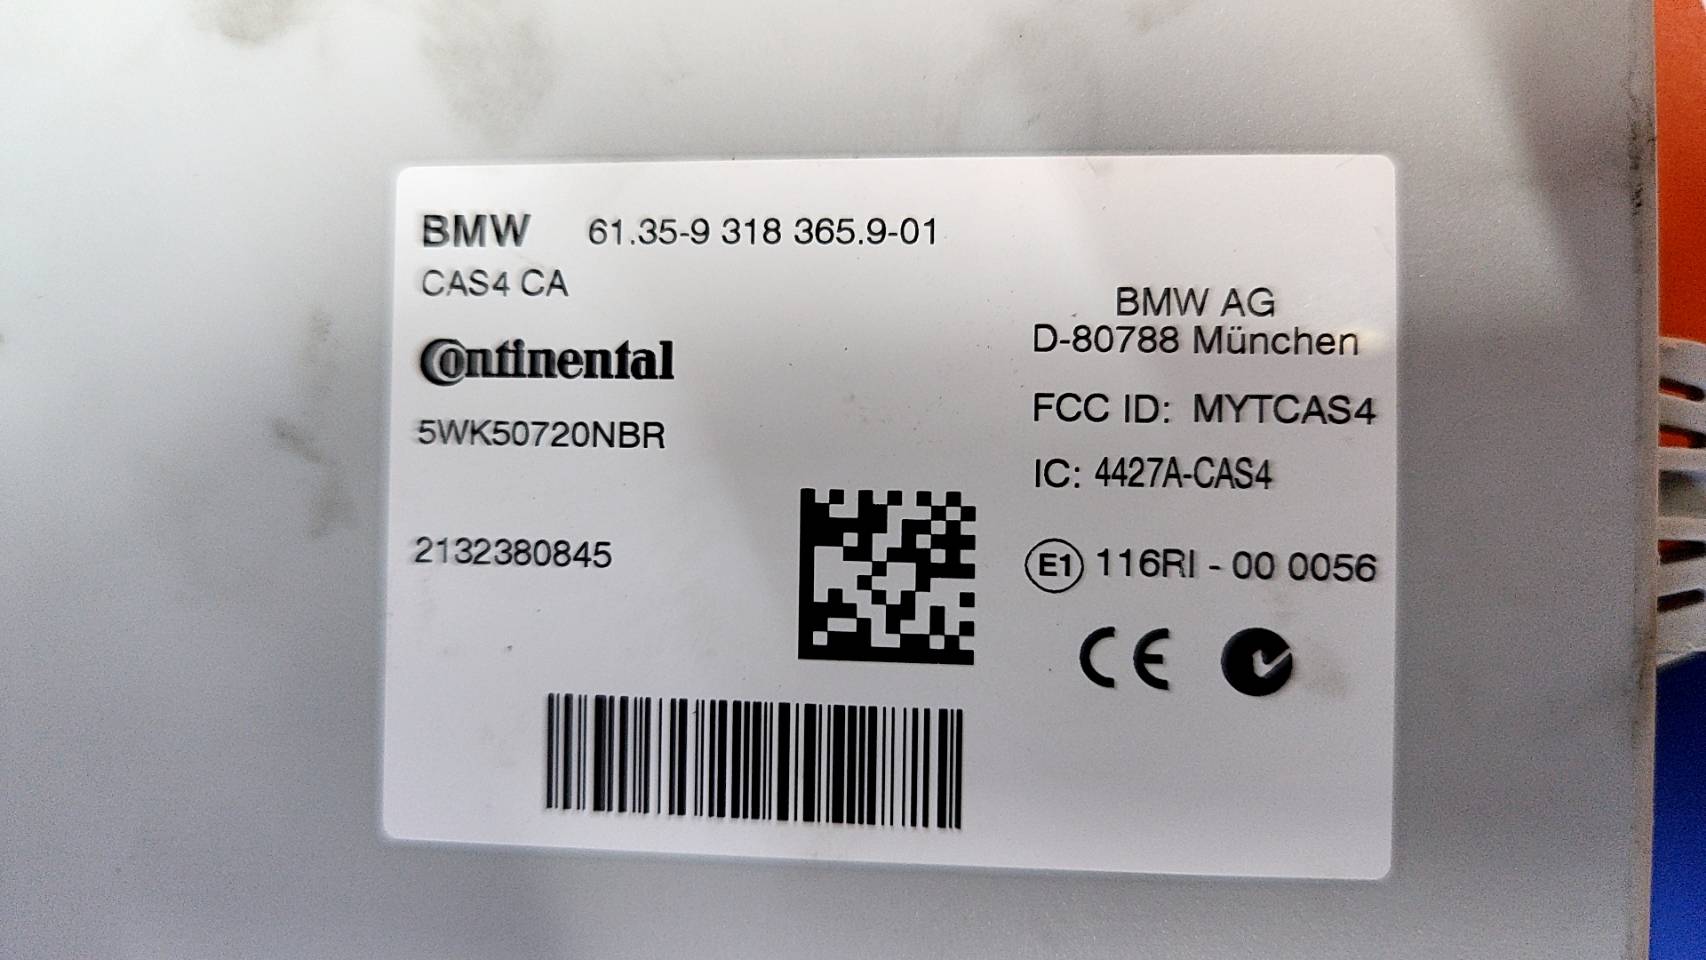 BMW 61.35-9 318 365.9-01
CAS4 CA
Continental
5WK50720NBR
2132380845
BMW AG
D-80788 München
FCC ID: MYTCAS4
IC: 4427A-CAS4
E1 116RI - 00 0056
CE